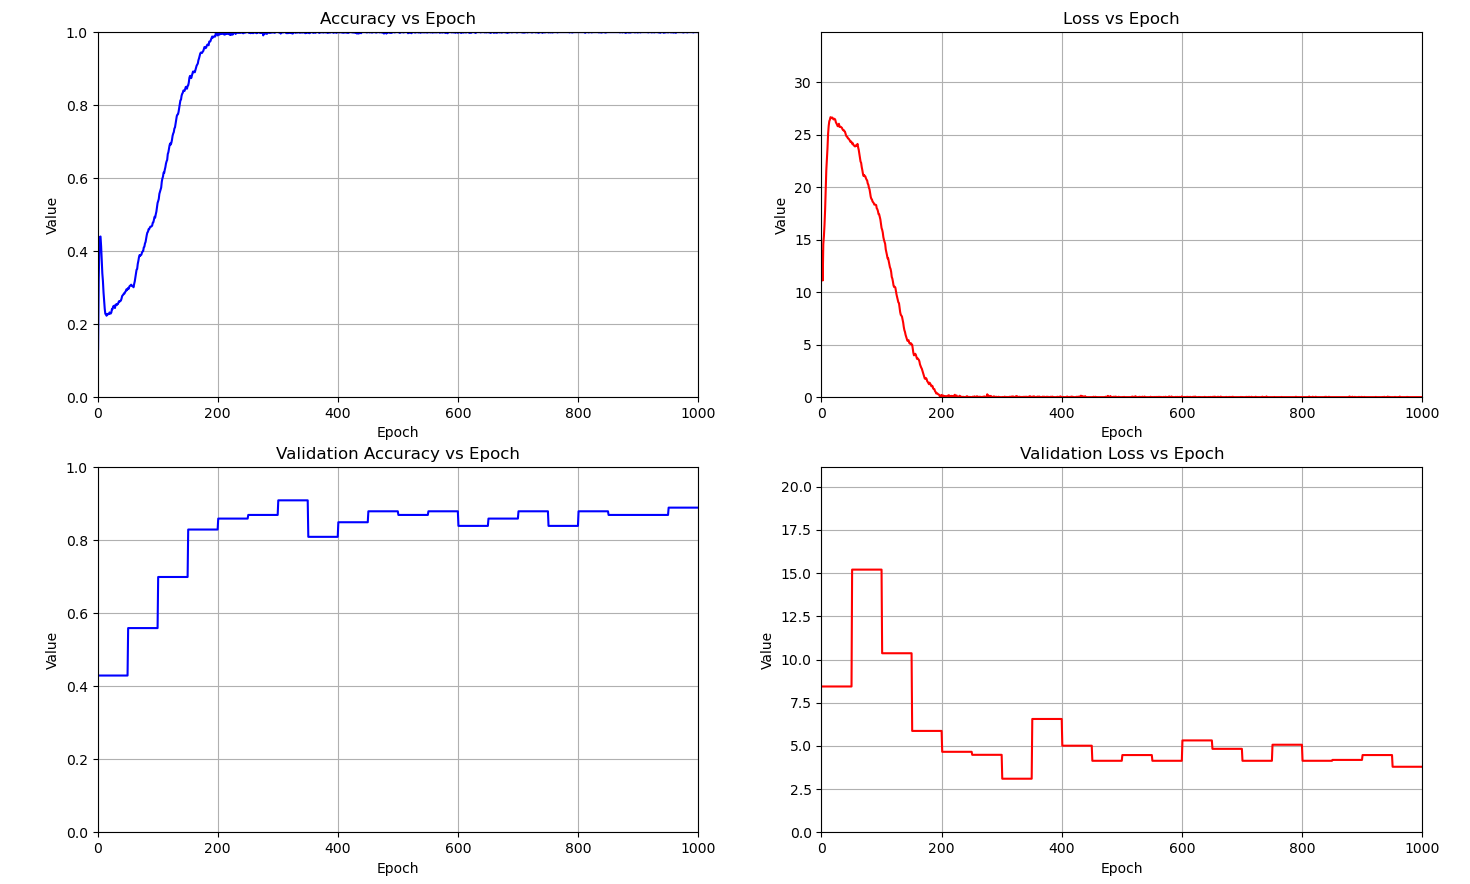 Accuracy vs Epoch
1.0
0.8
0.6
0.4
0.2
0.0
Value
0 200 400 600 800 1000
Epoch
Loss vs Epoch
30
25
20
15
10
5
0
Value
0 200 400 600 800 1000
Epoch
Validation Accuracy vs Epoch
1.0
0.8
0.6
0.4
0.2
0.0
Value
0 200 400 600 800 1000
Epoch
Validation Loss vs Epoch
20.0
17.5
15.0
12.5
10.0
7.5
5.0
2.5
0.0
Value
0 200 400 600 800 1000
Epoch